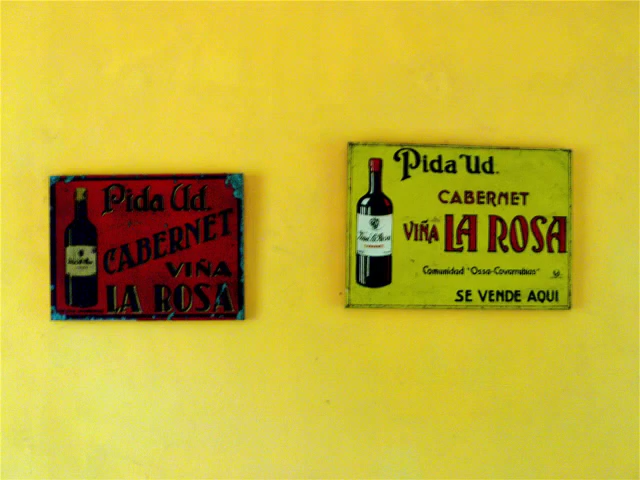 Pida Ud.
CABERNET
VIÑA
LA ROSA
Pida Ud.
CABERNET
VIÑA LA ROSA
Comunidad "Ossa-Covarrubias"
SE VENDE AQUI